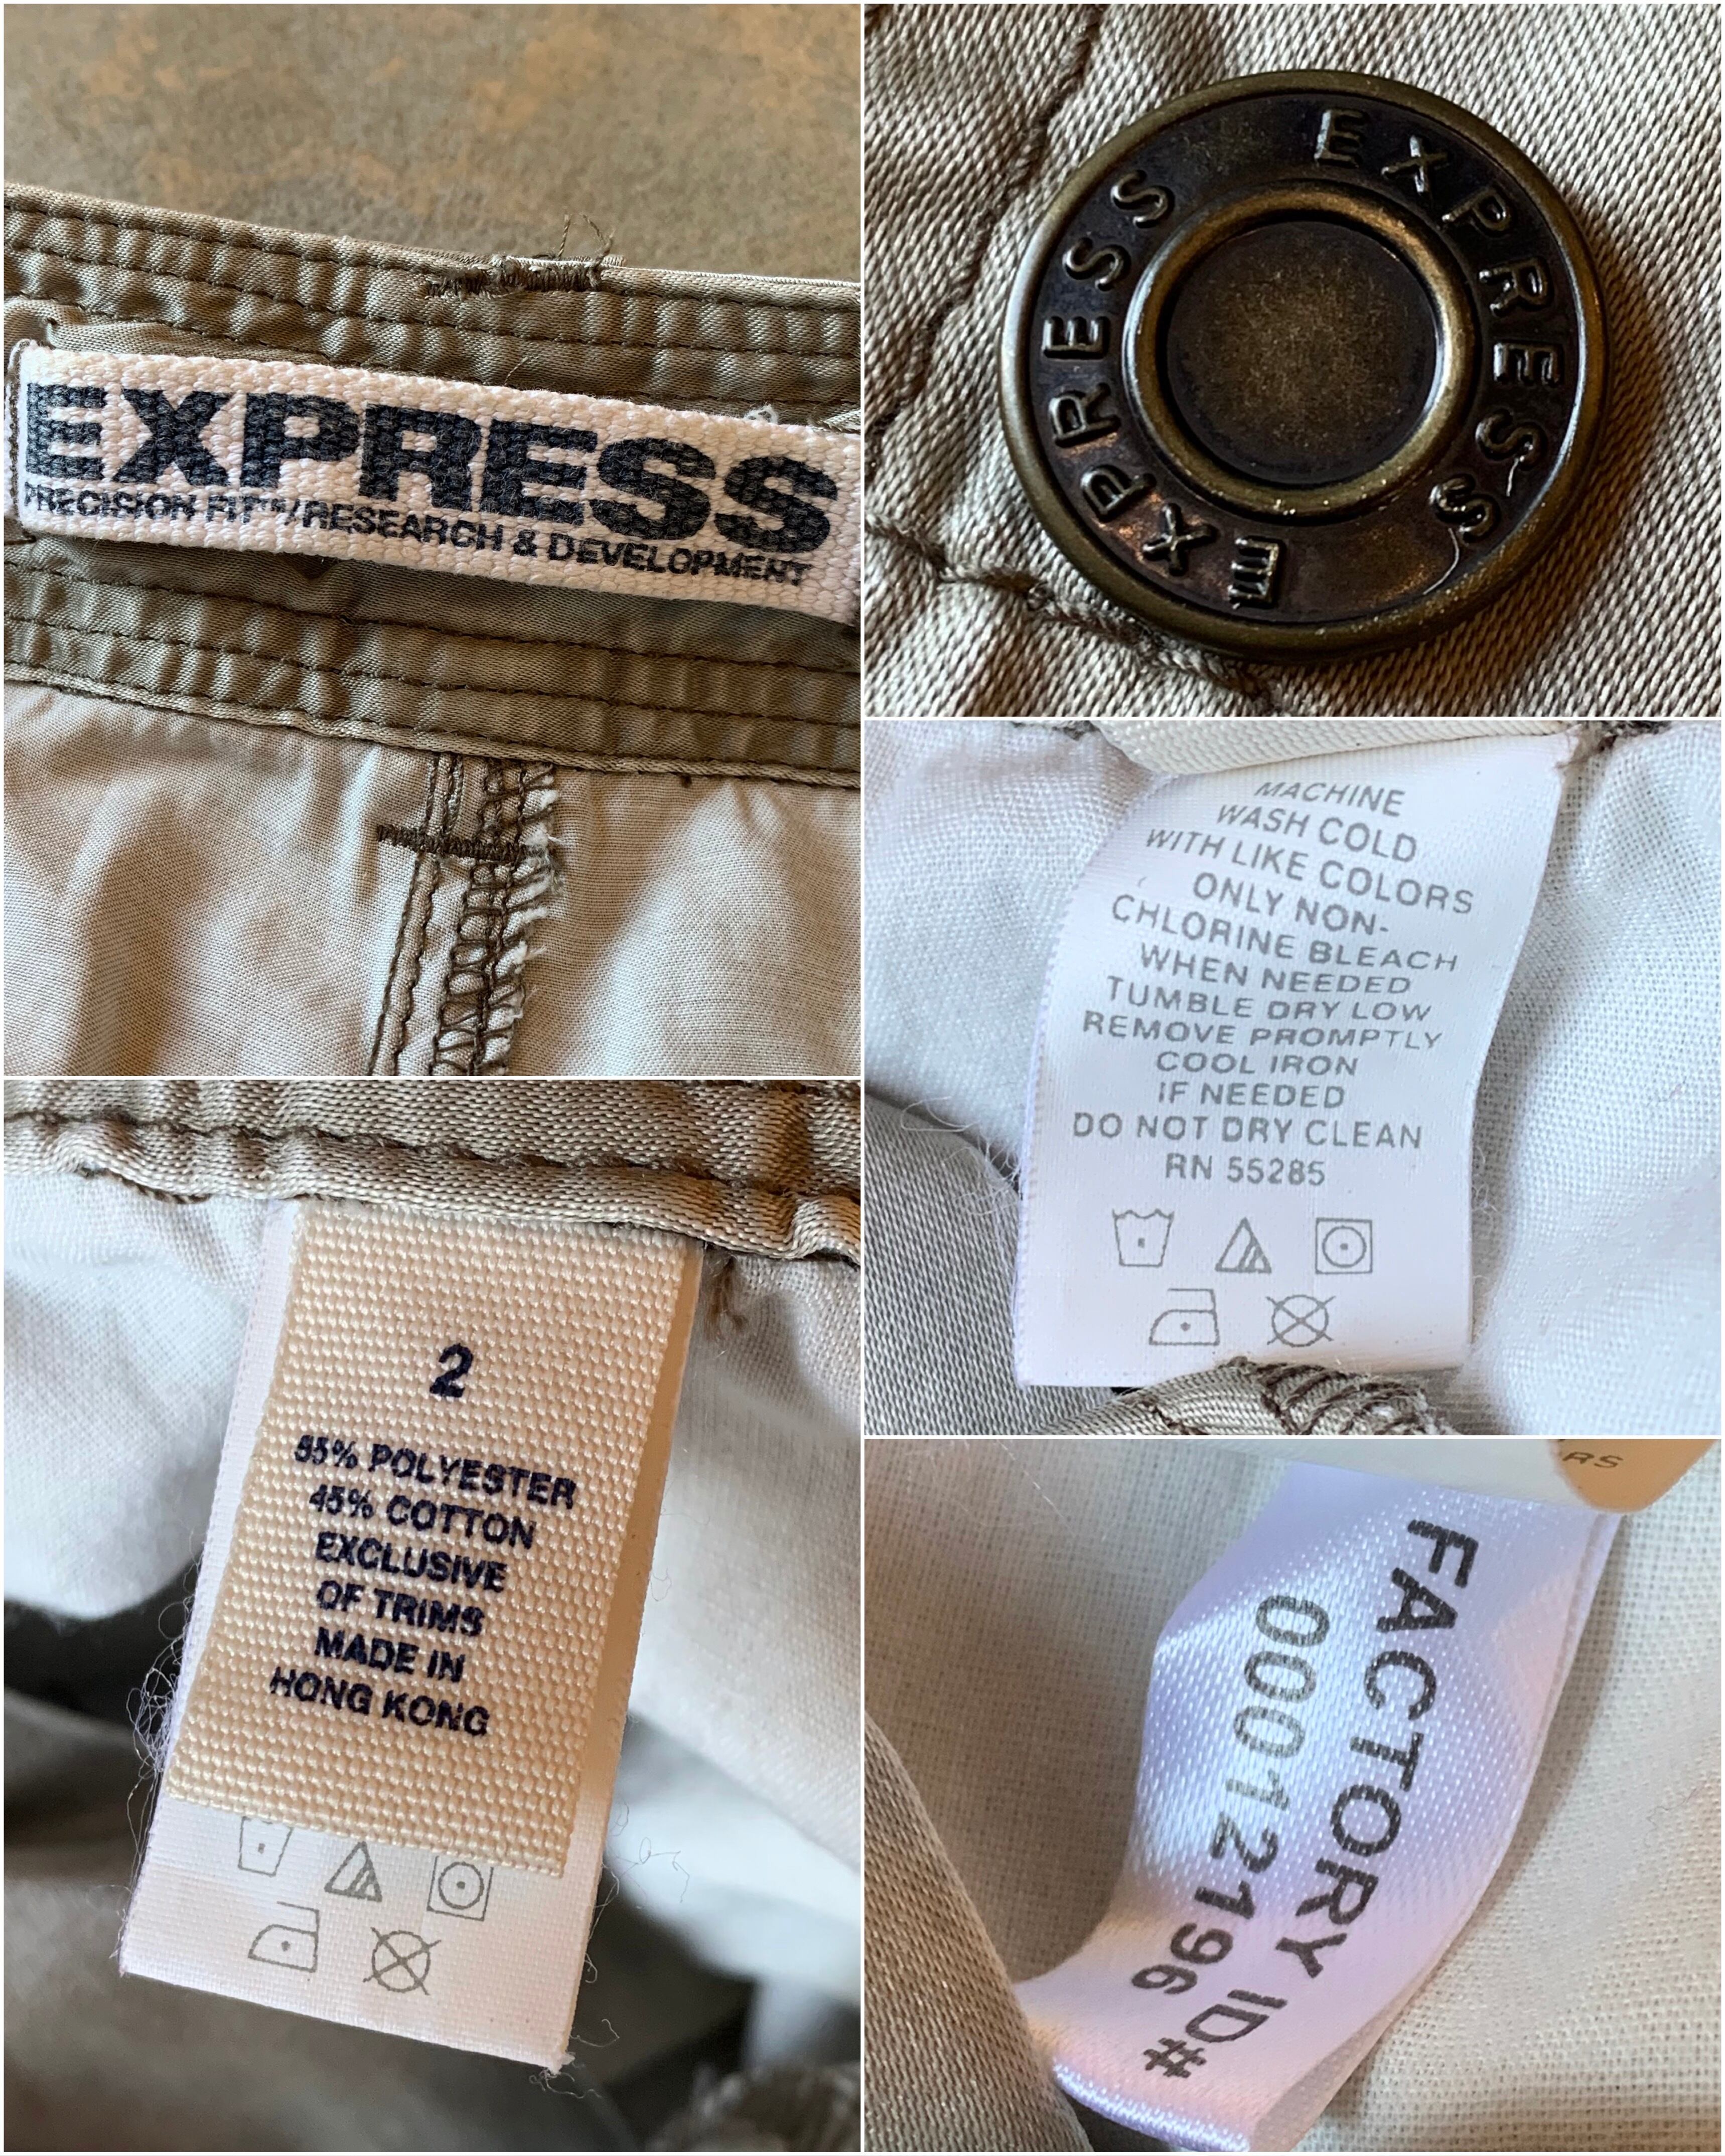 EXPRESS
PRECISION FIT™/RESEARCH & DEVELOPMENT
EXPRESS
EXPRESS
MACHINE
WASH COLD
WITH LIKE COLORS
ONLY NON-
CHLORINE BLEACH
WHEN NEEDED
TUMBLE DRY LOW
REMOVE PROMPTLY
COOL IRON
IF NEEDED
DO NOT DRY CLEAN
RN 55285
2
55% POLYESTER
45% COTTON
EXCLUSIVE
OF TRIMS
MADE IN
HONG KONG
FACTORY ID#
00012196